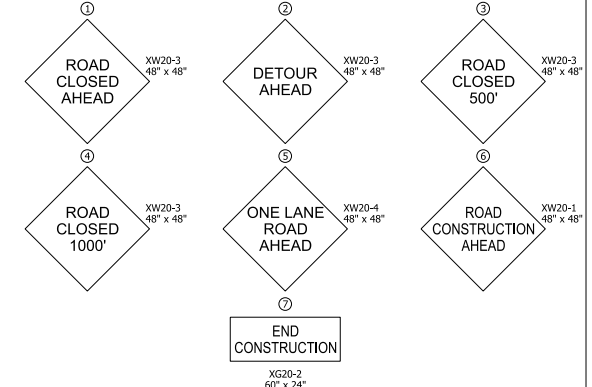 ①
ROAD
CLOSED
AHEAD
XW20-3
48" x 48"
②
DETOUR
AHEAD
XW20-3
48" x 48"
③
ROAD
CLOSED
500'
XW20-3
48" x 48"
④
ROAD
CLOSED
1000'
XW20-3
48" x 48"
⑤
ONE LANE
ROAD
AHEAD
XW20-4
48" x 48"
⑥
ROAD
CONSTRUCTION
AHEAD
XW20-1
48" x 48"
⑦
END
CONSTRUCTION
XG20-2
60" x 24"